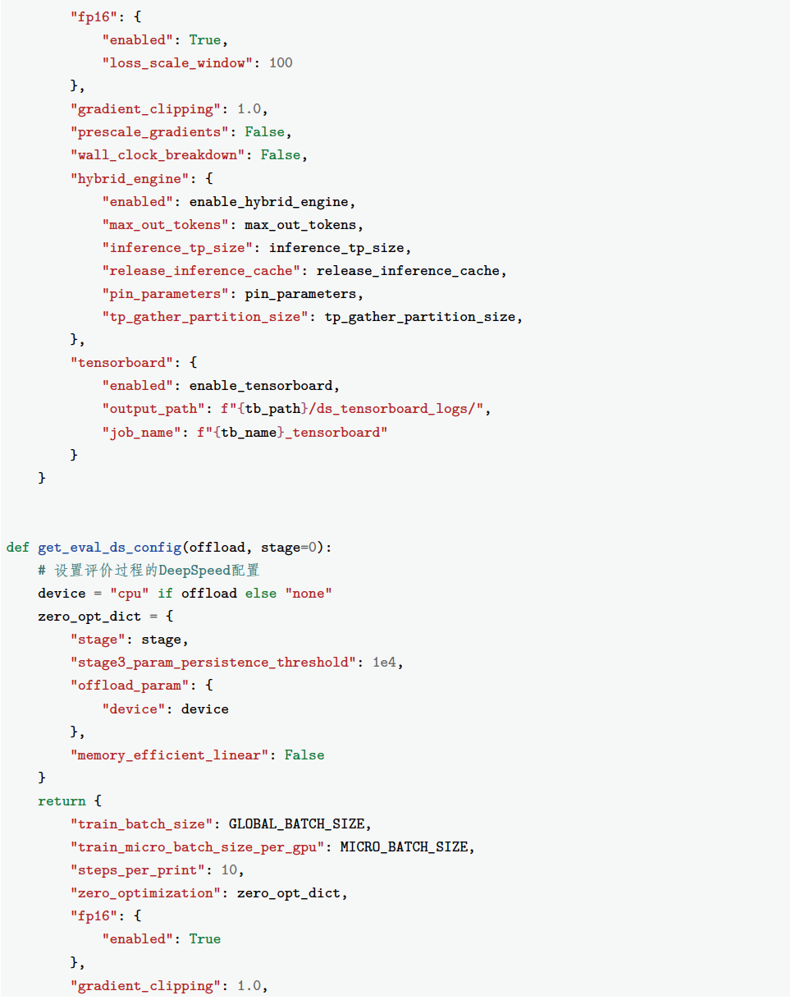 "fp16": {
            "enabled": True,
            "loss_scale_window": 100
        },
        "gradient_clipping": 1.0,
        "prescale_gradients": False,
        "wall_clock_breakdown": False,
        "hybrid_engine": {
            "enabled": enable_hybrid_engine,
            "max_out_tokens": max_out_tokens,
            "inference_tp_size": inference_tp_size,
            "release_inference_cache": release_inference_cache,
            "pin_parameters": pin_parameters,
            "tp_gather_partition_size": tp_gather_partition_size,
        },
        "tensorboard": {
            "enabled": enable_tensorboard,
            "output_path": f"{tb_path}/ds_tensorboard_logs/",
            "job_name": f"{tb_name}_tensorboard"
        }
    }
def get_eval_ds_config(offload, stage=0):
    # 设置评价过程的DeepSpeed配置
    device = "cpu" if offload else "none"
    zero_opt_dict = {
        "stage": stage,
        "stage3_param_persistence_threshold": 1e4,
        "offload_param": {
            "device": device
        },
        "memory_efficient_linear": False
    }
    return {
        "train_batch_size": GLOBAL_BATCH_SIZE,
        "train_micro_batch_size_per_gpu": MICRO_BATCH_SIZE,
        "steps_per_print": 10,
        "zero_optimization": zero_opt_dict,
        "fp16": {
            "enabled": True
        },
        "gradient_clipping": 1.0,